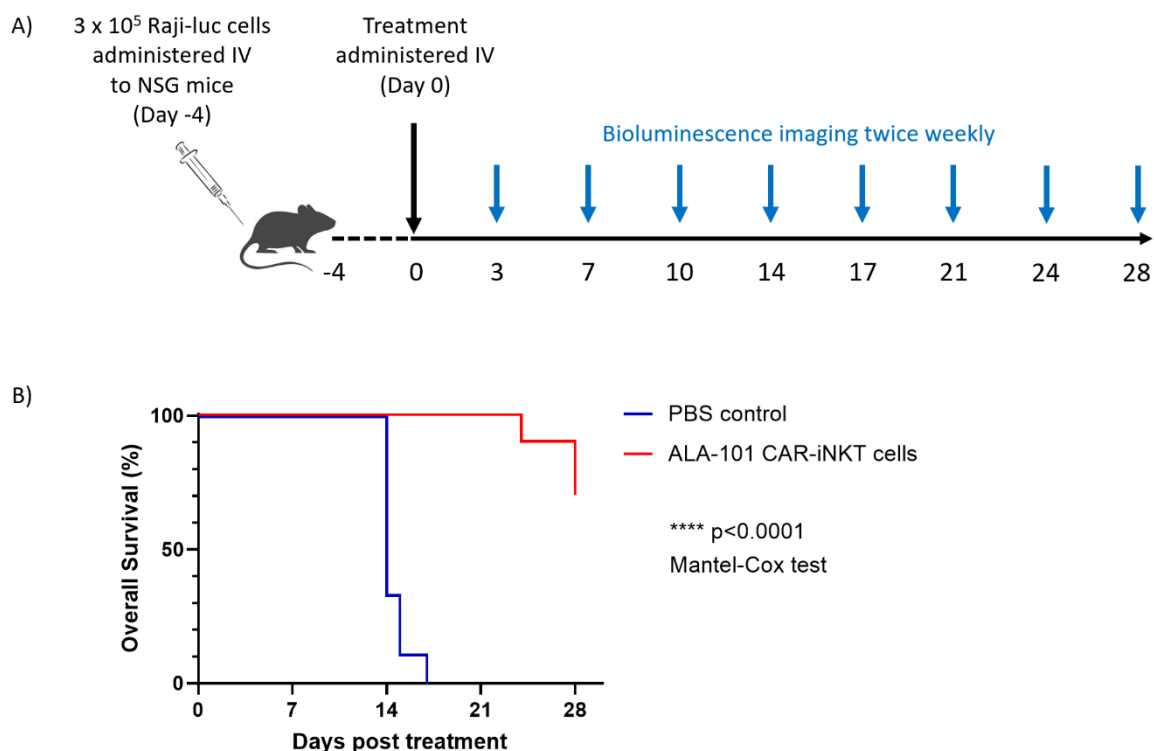 A)
3 x 10⁵ Raji-luc cells
administered IV
to NSG mice
(Day -4)
Treatment
administered IV
(Day 0)
Bioluminescence imaging twice weekly
-4 0 3 7 10 14 17 21 24 28
B)
Overall Survival (%)
100
50
0
0 7 14 21 28
Days post treatment
PBS control
ALA-101 CAR-iNKT cells
**** p<0.0001
Mantel-Cox test